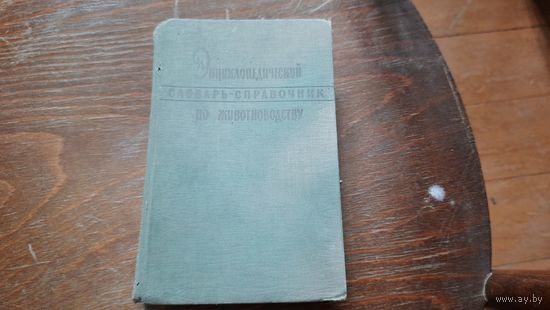 Энциклопедический
СЛОВАРЬ-СПРАВОЧНИК
ПО ЖИВОТНОВОДСТВУ
www.ay.by